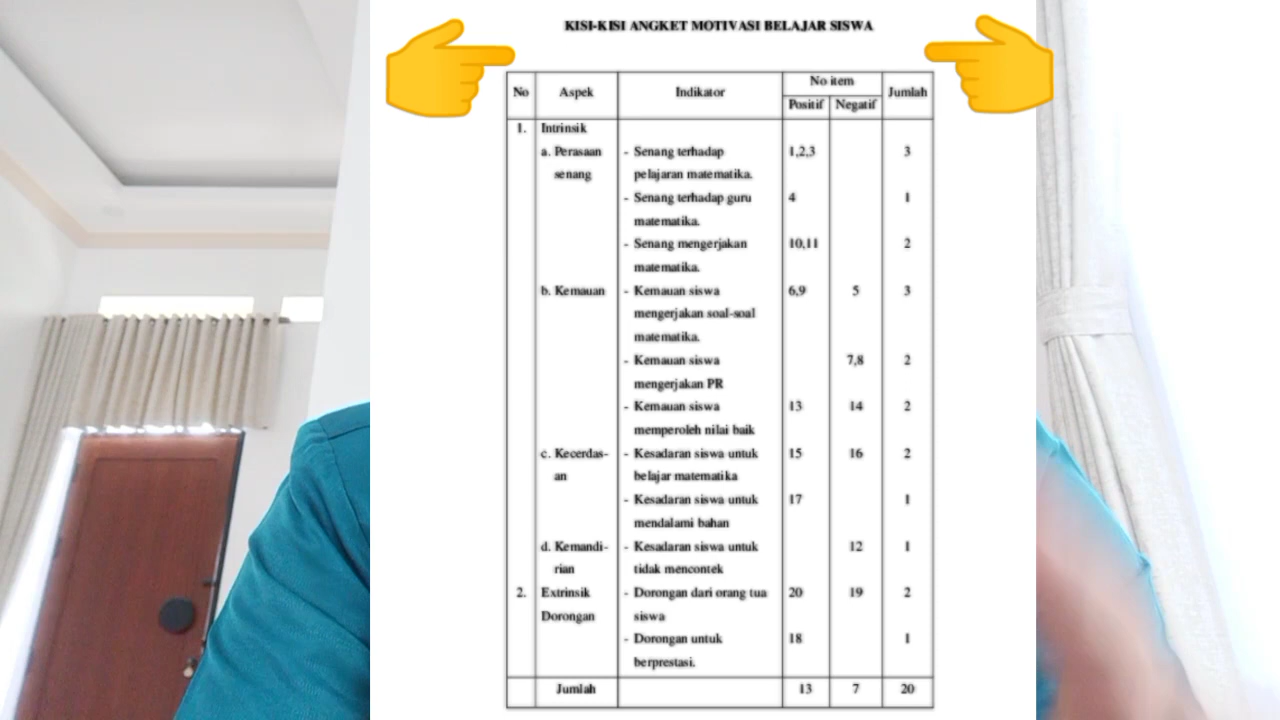 KISI-KISI ANGKET MOTIVASI BELAJAR SISWA
No Aspek Indikator No item Jumlah
Positif Negatif
1. Intrinsik
a. Perasaan - Senang terhadap 1,2,3 3
senang pelajaran matematika.
- Senang terhadap guru 4 1
matematika.
- Senang mengerjakan 10,11 2
matematika.
b. Kemauan - Kemauan siswa 6,9 5 3
mengerjakan soal-soal
matematika.
- Kemauan siswa 7,8 2
mengerjakan PR
- Kemauan siswa 13 14 2
memperoleh nilai baik
c. Kecerdas- - Kesadaran siswa untuk 15 16 2
an belajar matematika
- Kesadaran siswa untuk 17 1
mendalami bahan
d. Kemandi- - Kesadaran siswa untuk 12 1
rian tidak mencontek
2. Extrinsik - Dorongan dari orang tua 20 19 2
Dorongan siswa
- Dorongan untuk 18 1
berprestasi.
Jumlah 13 7 20